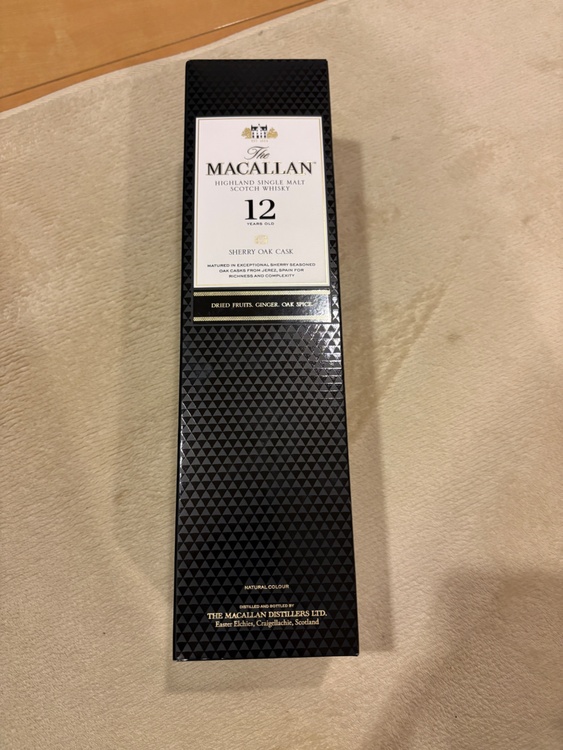 The
MACALLAN
HIGHLAND SINGLE MALT
SCOTCH WHISKY
12
YEARS OLD
SHERRY OAK CASK
MATURED IN EXCEPTIONAL SHERRY SEASONED
OAK CASKS FROM JEREZ, SPAIN FOR
RICHNESS AND COMPLEXITY
DRIED FRUITS. GINGER. OAK SPICE.
NATURAL COLOUR
DISTILLED AND BOTTLED BY
THE MACALLAN DISTILLERS LTD.
Easter Elchies, Craigellachie, Scotland